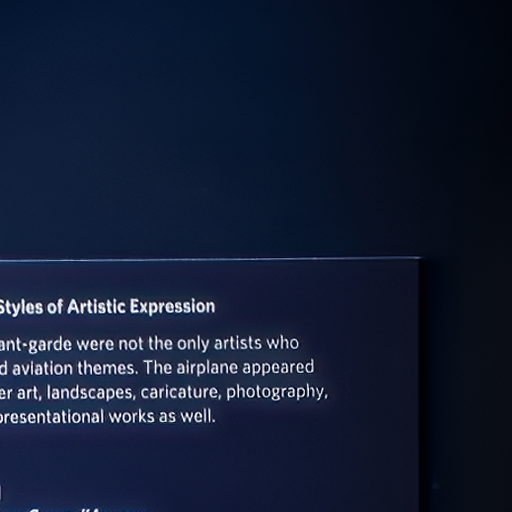 Styles of Artistic Expression
ant-garde were not the only artists who
d aviation themes. The airplane appeared
er art, landscapes, caricature, photography,
presentational works as well.